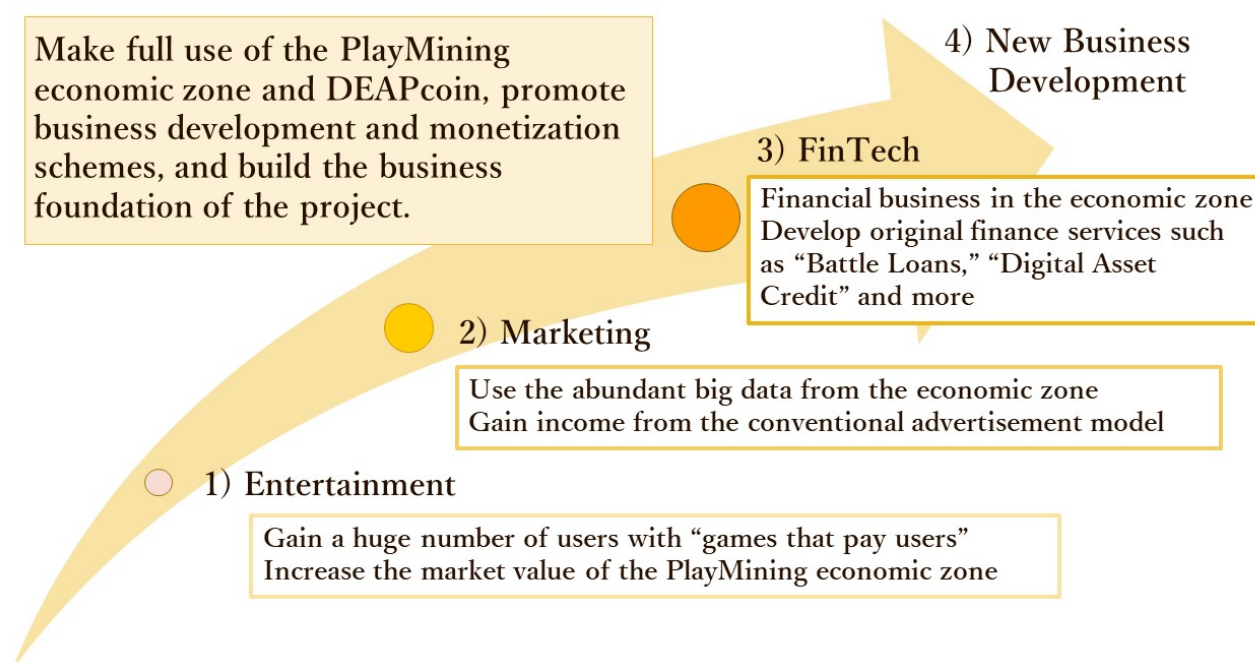 Make full use of the PlayMining
economic zone and DEAPcoin, promote
business development and monetization
schemes, and build the business
foundation of the project.
4) New Business
Development
3) FinTech
Financial business in the economic zone
Develop original finance services such
as “Battle Loans,” “Digital Asset
Credit” and more
2) Marketing
Use the abundant big data from the economic zone
Gain income from the conventional advertisement model
1) Entertainment
Gain a huge number of users with “games that pay users”
Increase the market value of the PlayMining economic zone